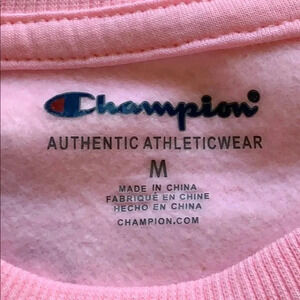 Champion
AUTHENTIC ATHLETICWEAR
M
MADE IN CHINA
FABRIQUÉ EN CHINE
HECHO EN CHINA
CHAMPION.COM